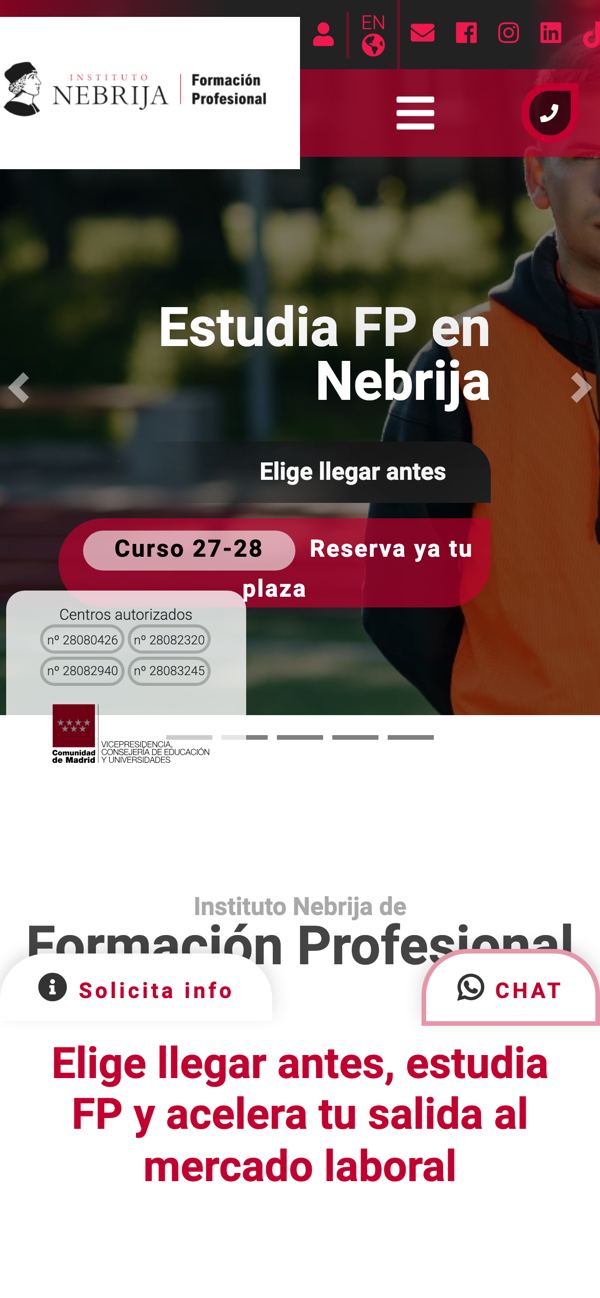 EN
INSTITUTO
NEBRIJA
Formación
Profesional
Estudia FP en
Nebrija
Elige llegar antes
Curso 27-28 Reserva ya tu
plaza
Centros autorizados
nº 28080426 nº 28082320
nº 28082940 nº 28083245
Comunidad
de Madrid
VICEPRESIDENCIA,
CONSEJERÍA DE EDUCACIÓN
Y UNIVERSIDADES
Instituto Nebrija de
Formación Profesional
Solicita info
CHAT
Elige llegar antes, estudia
FP y acelera tu salida al
mercado laboral